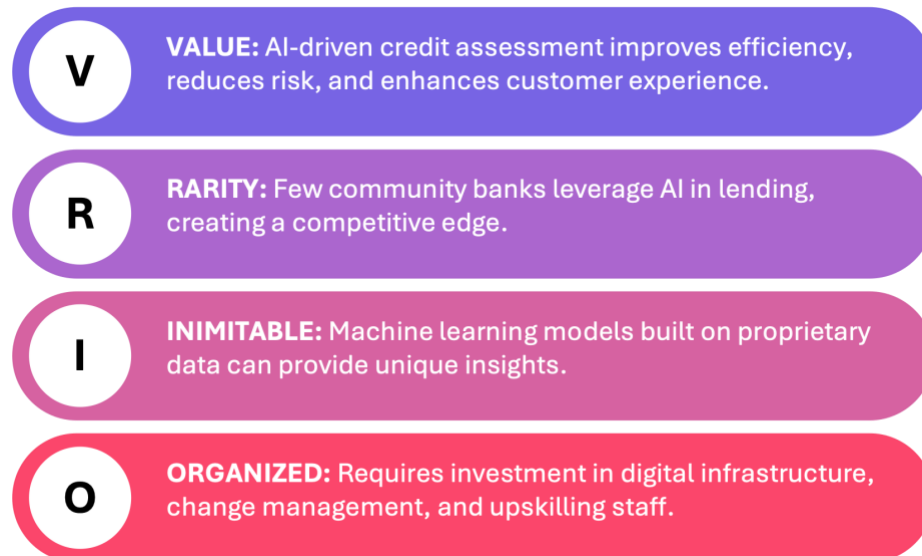 V
VALUE: AI-driven credit assessment improves efficiency,
reduces risk, and enhances customer experience.
R
RARITY: Few community banks leverage AI in lending,
creating a competitive edge.
I
INIMITABLE: Machine learning models built on proprietary
data can provide unique insights.
O
ORGANIZED: Requires investment in digital infrastructure,
change management, and upskilling staff.